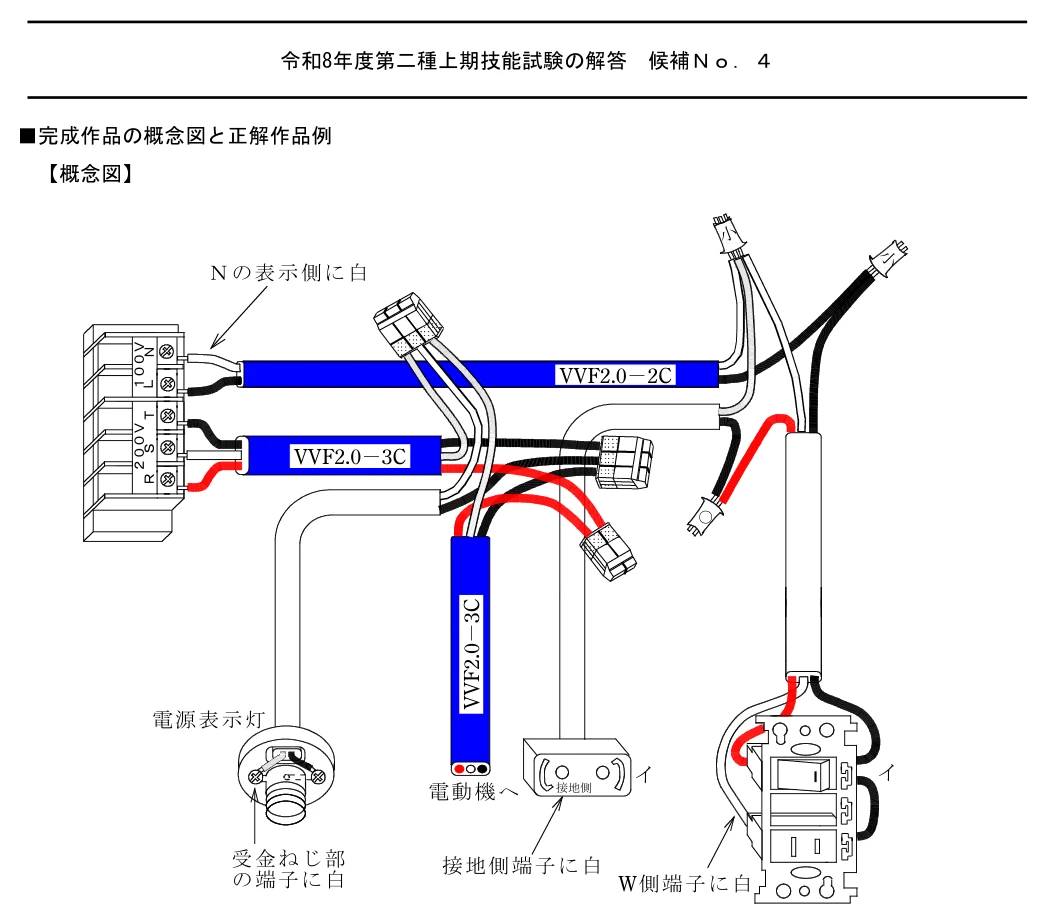 令和8年度第二種上期技能試験の解答　候補Ｎｏ．４
■完成作品の概念図と正解作品例
【概念図】
小
小
Nの表示側に白
100V
N
L
VVF2.0－2C
200V
T
S
R
VVF2.0－3C
○
VVF2.0－3C
電源表示灯
電動機へ
接地側
イ
イ
受金ねじ部
の端子に白
接地側端子に白
W側端子に白